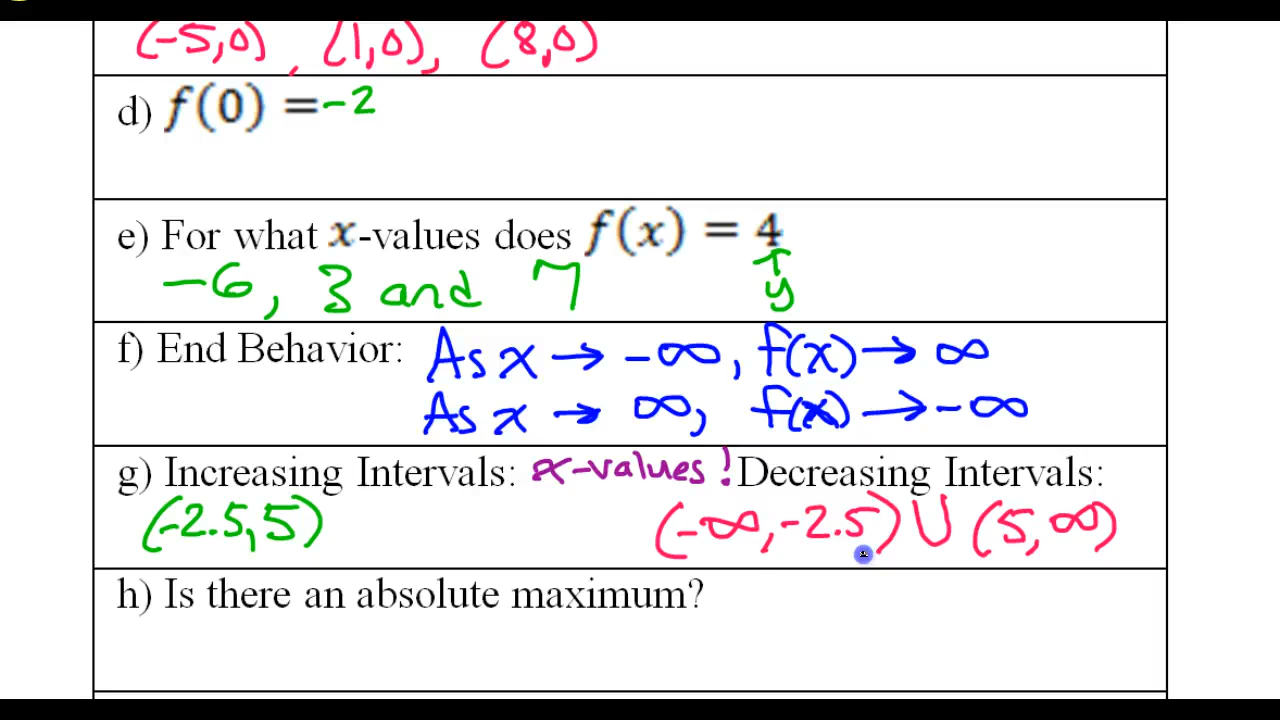 (-5,0), (1,0), (8,0)
d) f(0) = -2
e) For what x-values does f(x) = 4
-6, 3 and 7 ↑
y
f) End Behavior: As x → -∞, f(x) → ∞
As x → ∞, f(x) → -∞
g) Increasing Intervals: x-values! Decreasing Intervals:
(-2.5,5) (-∞,-2.5) ∪ (5,∞)
h) Is there an absolute maximum?